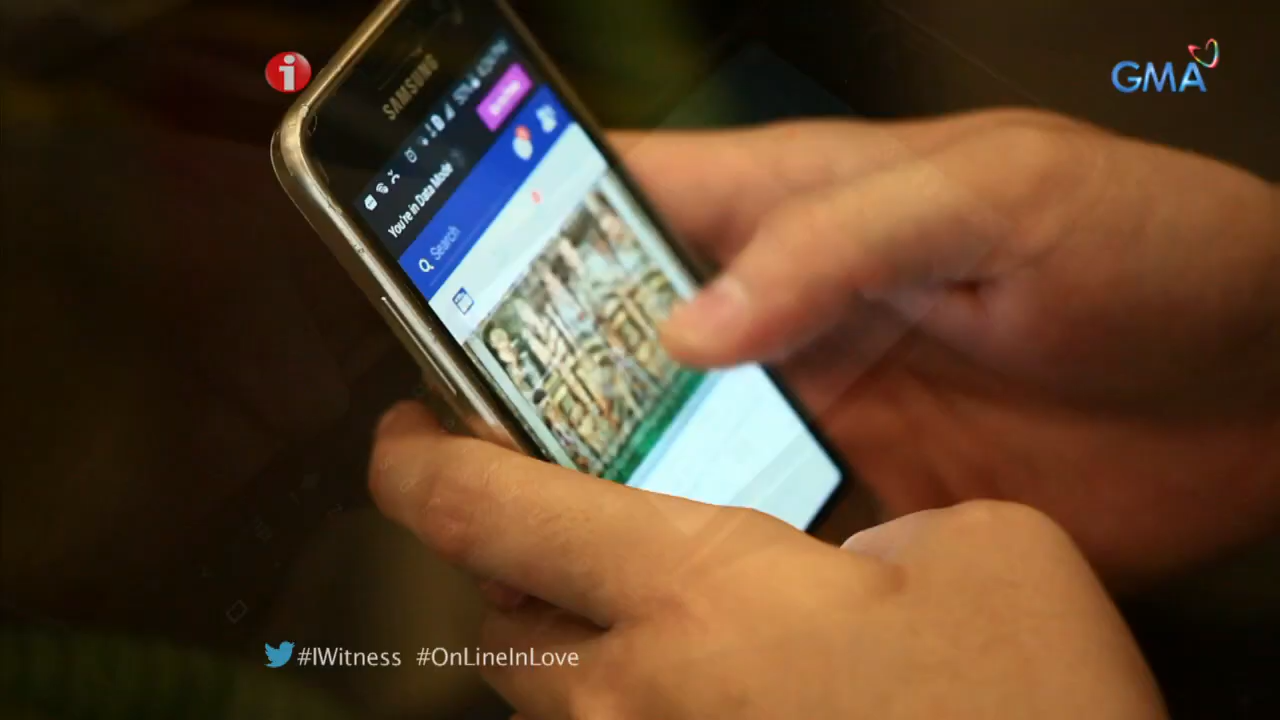 i
GMA
SAMSUNG
You're in Data Mode
Search
#IWitness #OnLineInLove